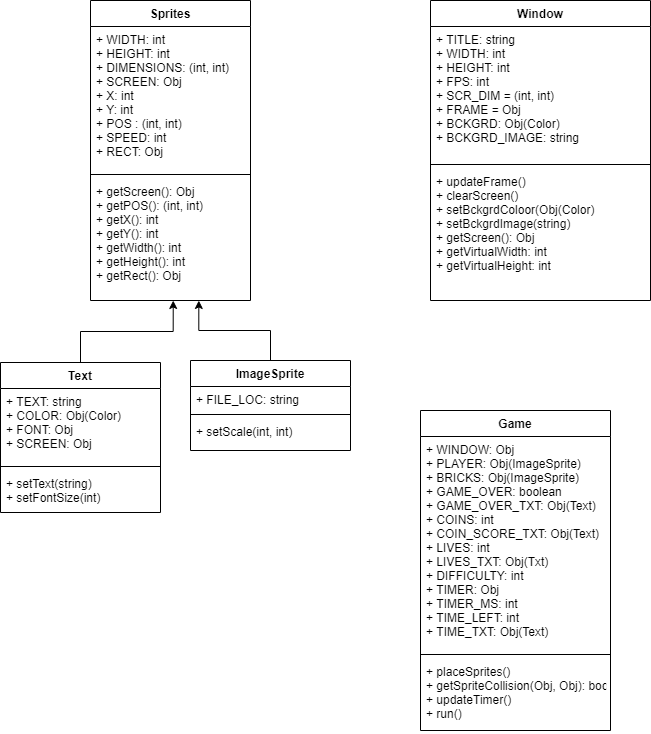 Sprites
+ WIDTH: int
+ HEIGHT: int
+ DIMENSIONS: (int, int)
+ SCREEN: Obj
+ X: int
+ Y: int
+ POS : (int, int)
+ SPEED: int
+ RECT: Obj
+ getScreen(): Obj
+ getPOS(): (int, int)
+ getX(): int
+ getY(): int
+ getWidth(): int
+ getHeight(): int
+ getRect(): Obj
Window
+ TITLE: string
+ WIDTH: int
+ HEIGHT: int
+ FPS: int
+ SCR_DIM = (int, int)
+ FRAME = Obj
+ BCKGRD: Obj(Color)
+ BCKGRD_IMAGE: string
+ updateFrame()
+ clearScreen()
+ setBckgrdColoor(Obj(Color)
+ setBckgrdImage(string)
+ getScreen(): Obj
+ getVirtualWidth: int
+ getVirtualHeight: int
Text
+ TEXT: string
+ COLOR: Obj(Color)
+ FONT: Obj
+ SCREEN: Obj
+ setText(string)
+ setFontSize(int)
ImageSprite
+ FILE_LOC: string
+ setScale(int, int)
Game
+ WINDOW: Obj
+ PLAYER: Obj(ImageSprite)
+ BRICKS: Obj(ImageSprite)
+ GAME_OVER: boolean
+ GAME_OVER_TXT: Obj(Text)
+ COINS: int
+ COIN_SCORE_TXT: Obj(Text)
+ LIVES: int
+ LIVES_TXT: Obj(Txt)
+ DIFFICULTY: int
+ TIMER: Obj
+ TIMER_MS: int
+ TIME_LEFT: int
+ TIME_TXT: Obj(Text)
+ placeSprites()
+ getSpriteCollision(Obj, Obj): boo
+ updateTimer()
+ run()